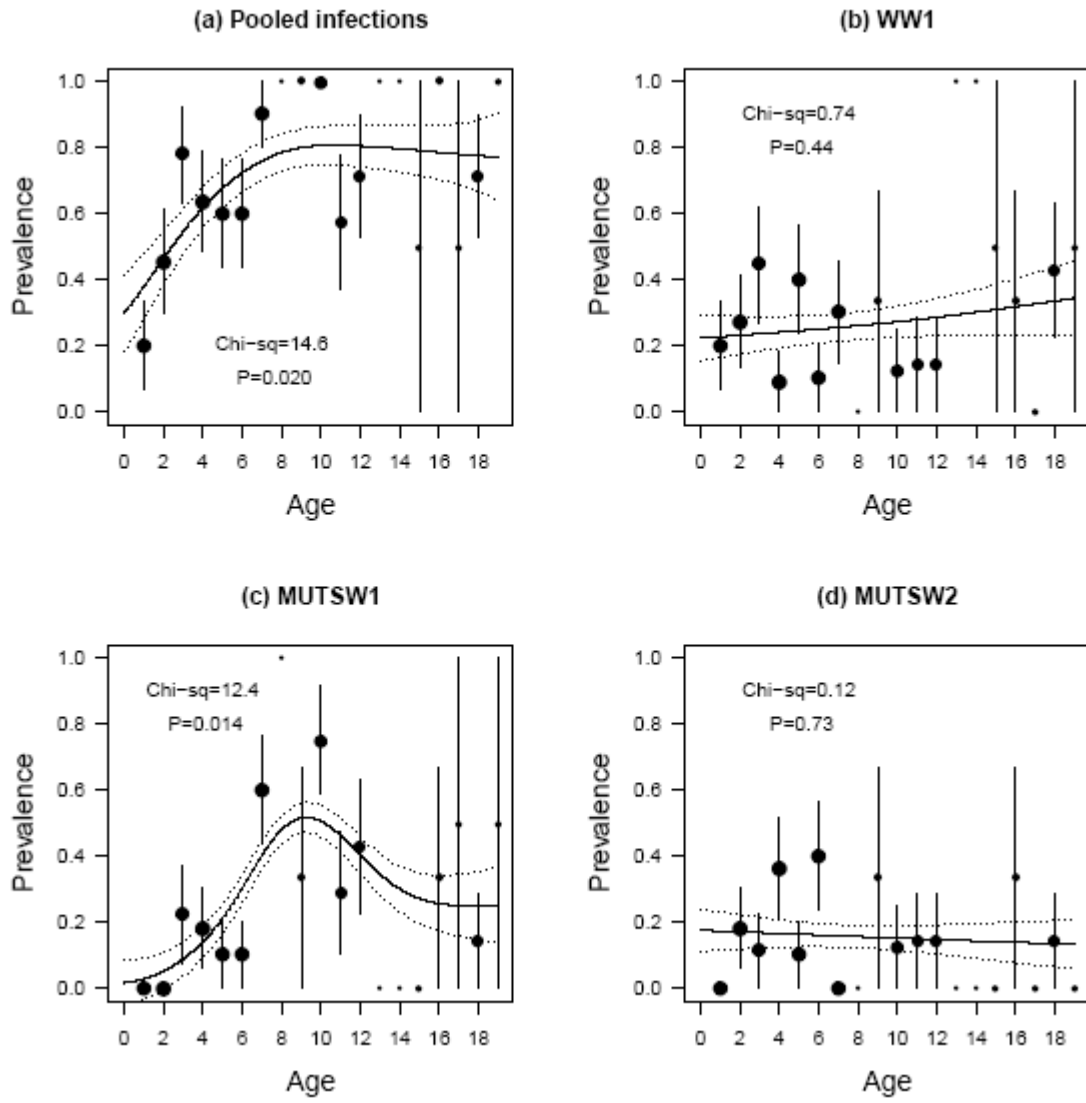 (a) Pooled infections
Prevalence
1.0
0.8
0.6
0.4
0.2
0.0
Chi-sq=14.6
P=0.020
0 2 4 6 8 10 12 14 16 18
Age
(b) WW1
Prevalence
1.0
0.8
0.6
0.4
0.2
0.0
Chi-sq=0.74
P=0.44
0 2 4 6 8 10 12 14 16 18
Age
(c) MUTSW1
Prevalence
1.0
0.8
0.6
0.4
0.2
0.0
Chi-sq=12.4
P=0.014
0 2 4 6 8 10 12 14 16 18
Age
(d) MUTSW2
Prevalence
1.0
0.8
0.6
0.4
0.2
0.0
Chi-sq=0.12
P=0.73
0 2 4 6 8 10 12 14 16 18
Age